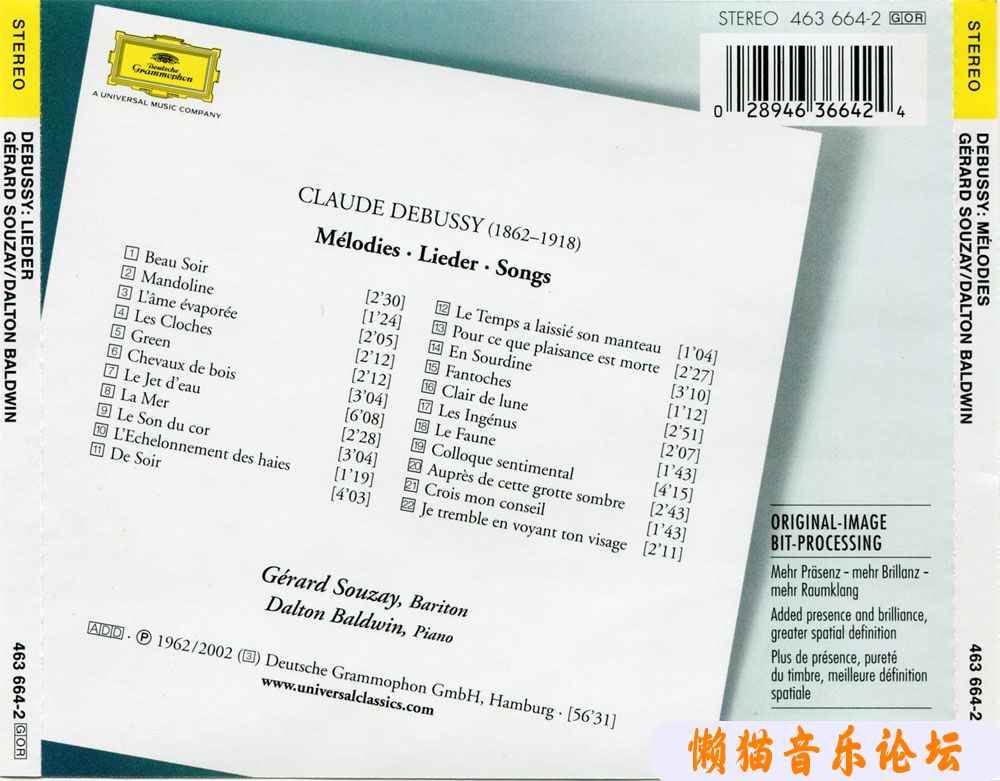 STEREO
DEBUSSY: LIEDER
GÉRARD SOUZAY/DALTON BALDWIN
463 664-2 GOR
Deutsche
Grammophon
A UNIVERSAL MUSIC COMPANY
STEREO 463 664-2 GOR
0 28946 36642 4
CLAUDE DEBUSSY (1862–1918)
Mélodies · Lieder · Songs
1 Beau Soir [2'30]
2 Mandoline [1'24]
3 L'âme évaporée [2'05]
4 Les Cloches [2'12]
5 Green [2'12]
6 Chevaux de bois [3'04]
7 Le Jet d'eau [6'08]
8 La Mer [2'28]
9 Le Son du cor [3'04]
10 L'Echelonnement des haies [1'19]
11 De Soir [4'03]
12 Le Temps a laissié son manteau [1'04]
13 Pour ce que plaisance est morte [2'27]
14 En Sourdine [3'10]
15 Fantoches [1'12]
16 Clair de lune [2'51]
17 Les Ingénus [2'07]
18 Le Faune [1'43]
19 Colloque sentimental [4'15]
20 Auprès de cette grotte sombre [2'43]
21 Crois mon conseil [1'43]
22 Je tremble en voyant ton visage [2'11]
Gérard Souzay, Bariton
Dalton Baldwin, Piano
ADD · ℗ 1962/2002 (3) Deutsche Grammophon GmbH, Hamburg · [56'31]
www.universalclassics.com
ORIGINAL-IMAGE
BIT-PROCESSING
Mehr Präsenz – mehr Brillanz –
mehr Raumklang
Added presence and brilliance,
greater spatial definition
Plus de présence, pureté
du timbre, meilleure définition
spatiale
STEREO
DEBUSSY: MÉLODIES
GÉRARD SOUZAY/DALTON BALDWIN
463 664-2 GOR
懒猫音乐论坛